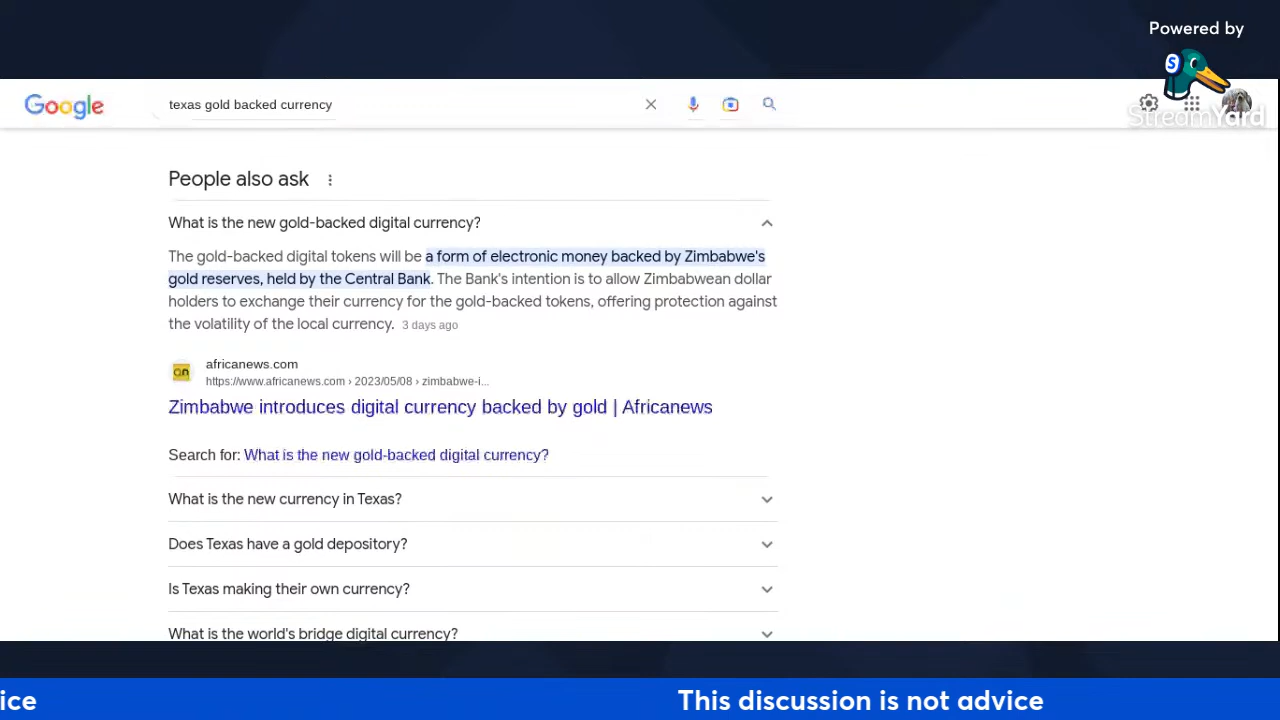 Powered by
S
StreamYard
Google
texas gold backed currency
People also ask
What is the new gold-backed digital currency?
The gold-backed digital tokens will be a form of electronic money backed by Zimbabwe's
gold reserves, held by the Central Bank. The Bank's intention is to allow Zimbabwean dollar
holders to exchange their currency for the gold-backed tokens, offering protection against
the volatility of the local currency. 3 days ago
an
africanews.com
https://www.africanews.com › 2023/05/08 › zimbabwe-i...
Zimbabwe introduces digital currency backed by gold | Africanews
Search for: What is the new gold-backed digital currency?
What is the new currency in Texas?
Does Texas have a gold depository?
Is Texas making their own currency?
What is the world's bridge digital currency?
ice This discussion is not advice